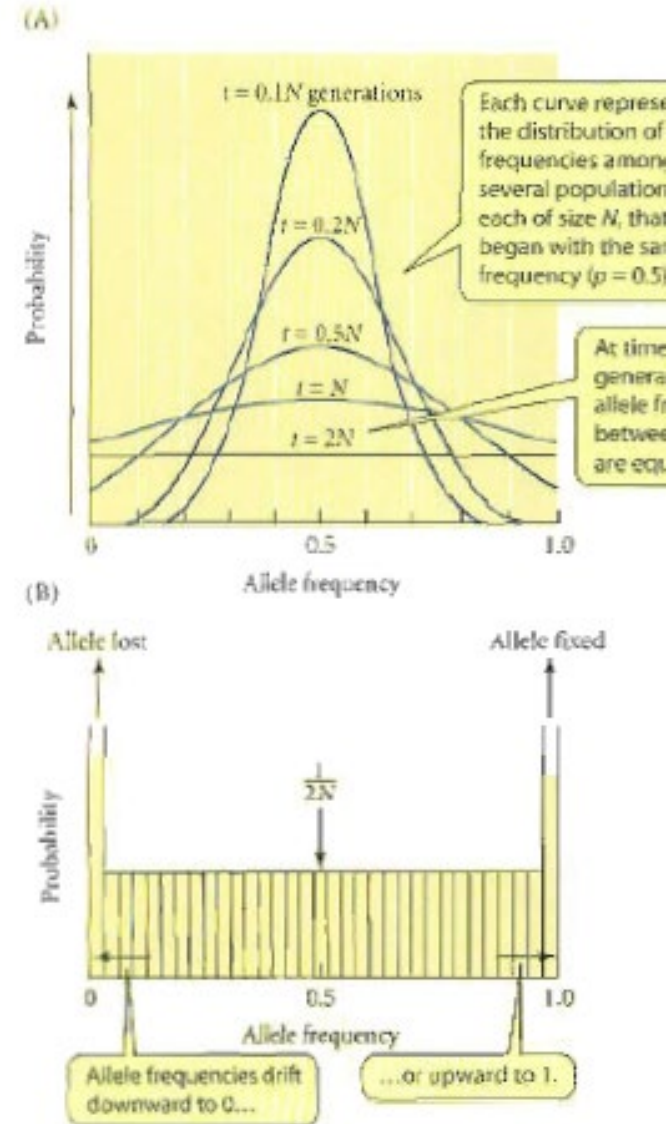 (A)
t = 0.1N generations
Each curve represe
the distribution of
frequencies among
several population
each of size N, that
began with the sar
frequency (p = 0.5)
t = 0.2N
t = 0.5N
t = N
t = 2N
At time
genera
allele fr
betwee
are equ
Probability
0
0.5
1.0
Allele frequency
(B)
Allele lost
Allele fixed
1
2N
Probability
0
0.5
1.0
Allele frequency
Allele frequencies drift
downward to 0...
...or upward to 1.